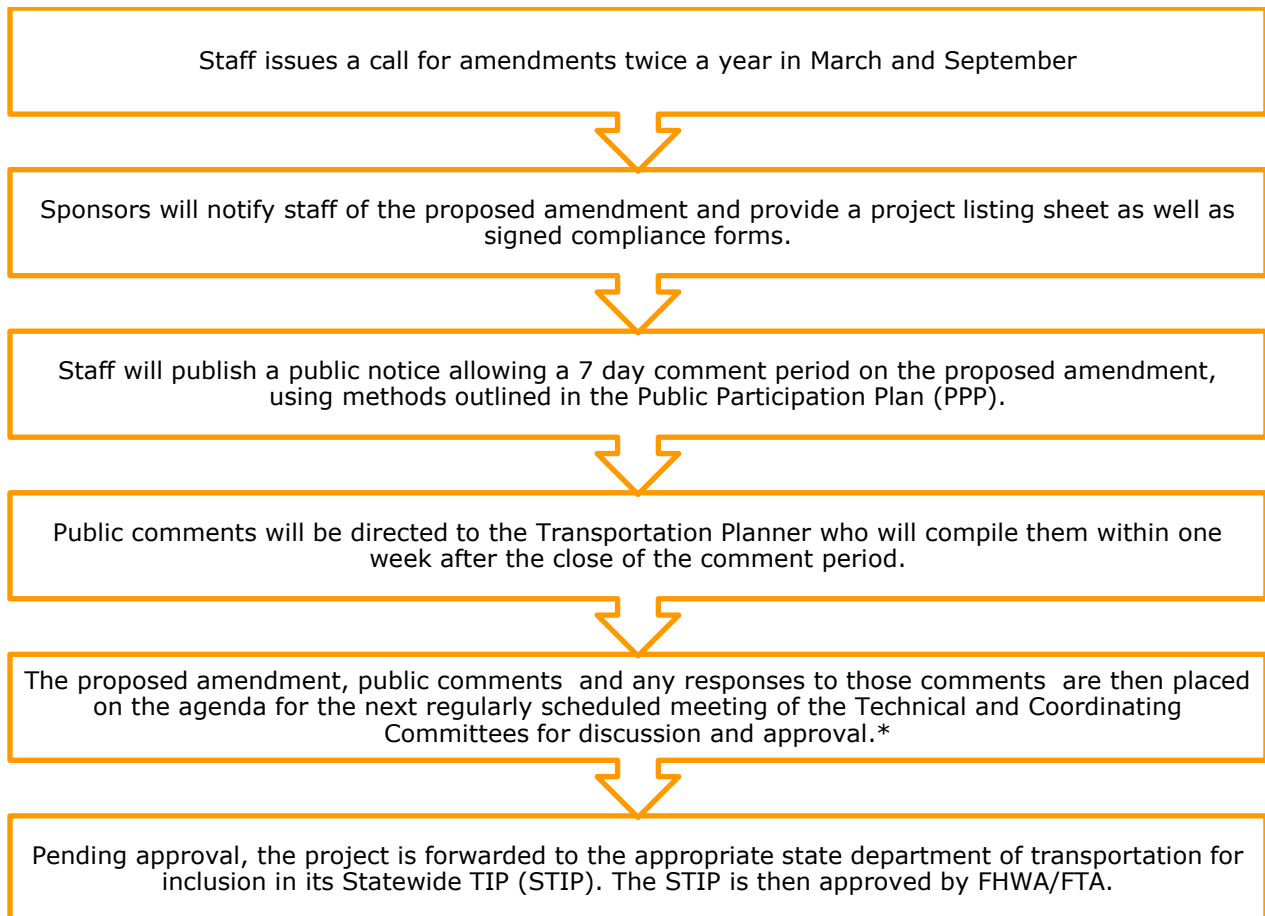 Staff issues a call for amendments twice a year in March and September
Sponsors will notify staff of the proposed amendment and provide a project listing sheet as well as
signed compliance forms.
Staff will publish a public notice allowing a 7 day comment period on the proposed amendment,
using methods outlined in the Public Participation Plan (PPP).
Public comments will be directed to the Transportation Planner who will compile them within one
week after the close of the comment period.
The proposed amendment, public comments  and any responses to those comments  are then placed
on the agenda for the next regularly scheduled meeting of the Technical and Coordinating
Committees for discussion and approval.*
Pending approval, the project is forwarded to the appropriate state department of transportation for
inclusion in its Statewide TIP (STIP). The STIP is then approved by FHWA/FTA.